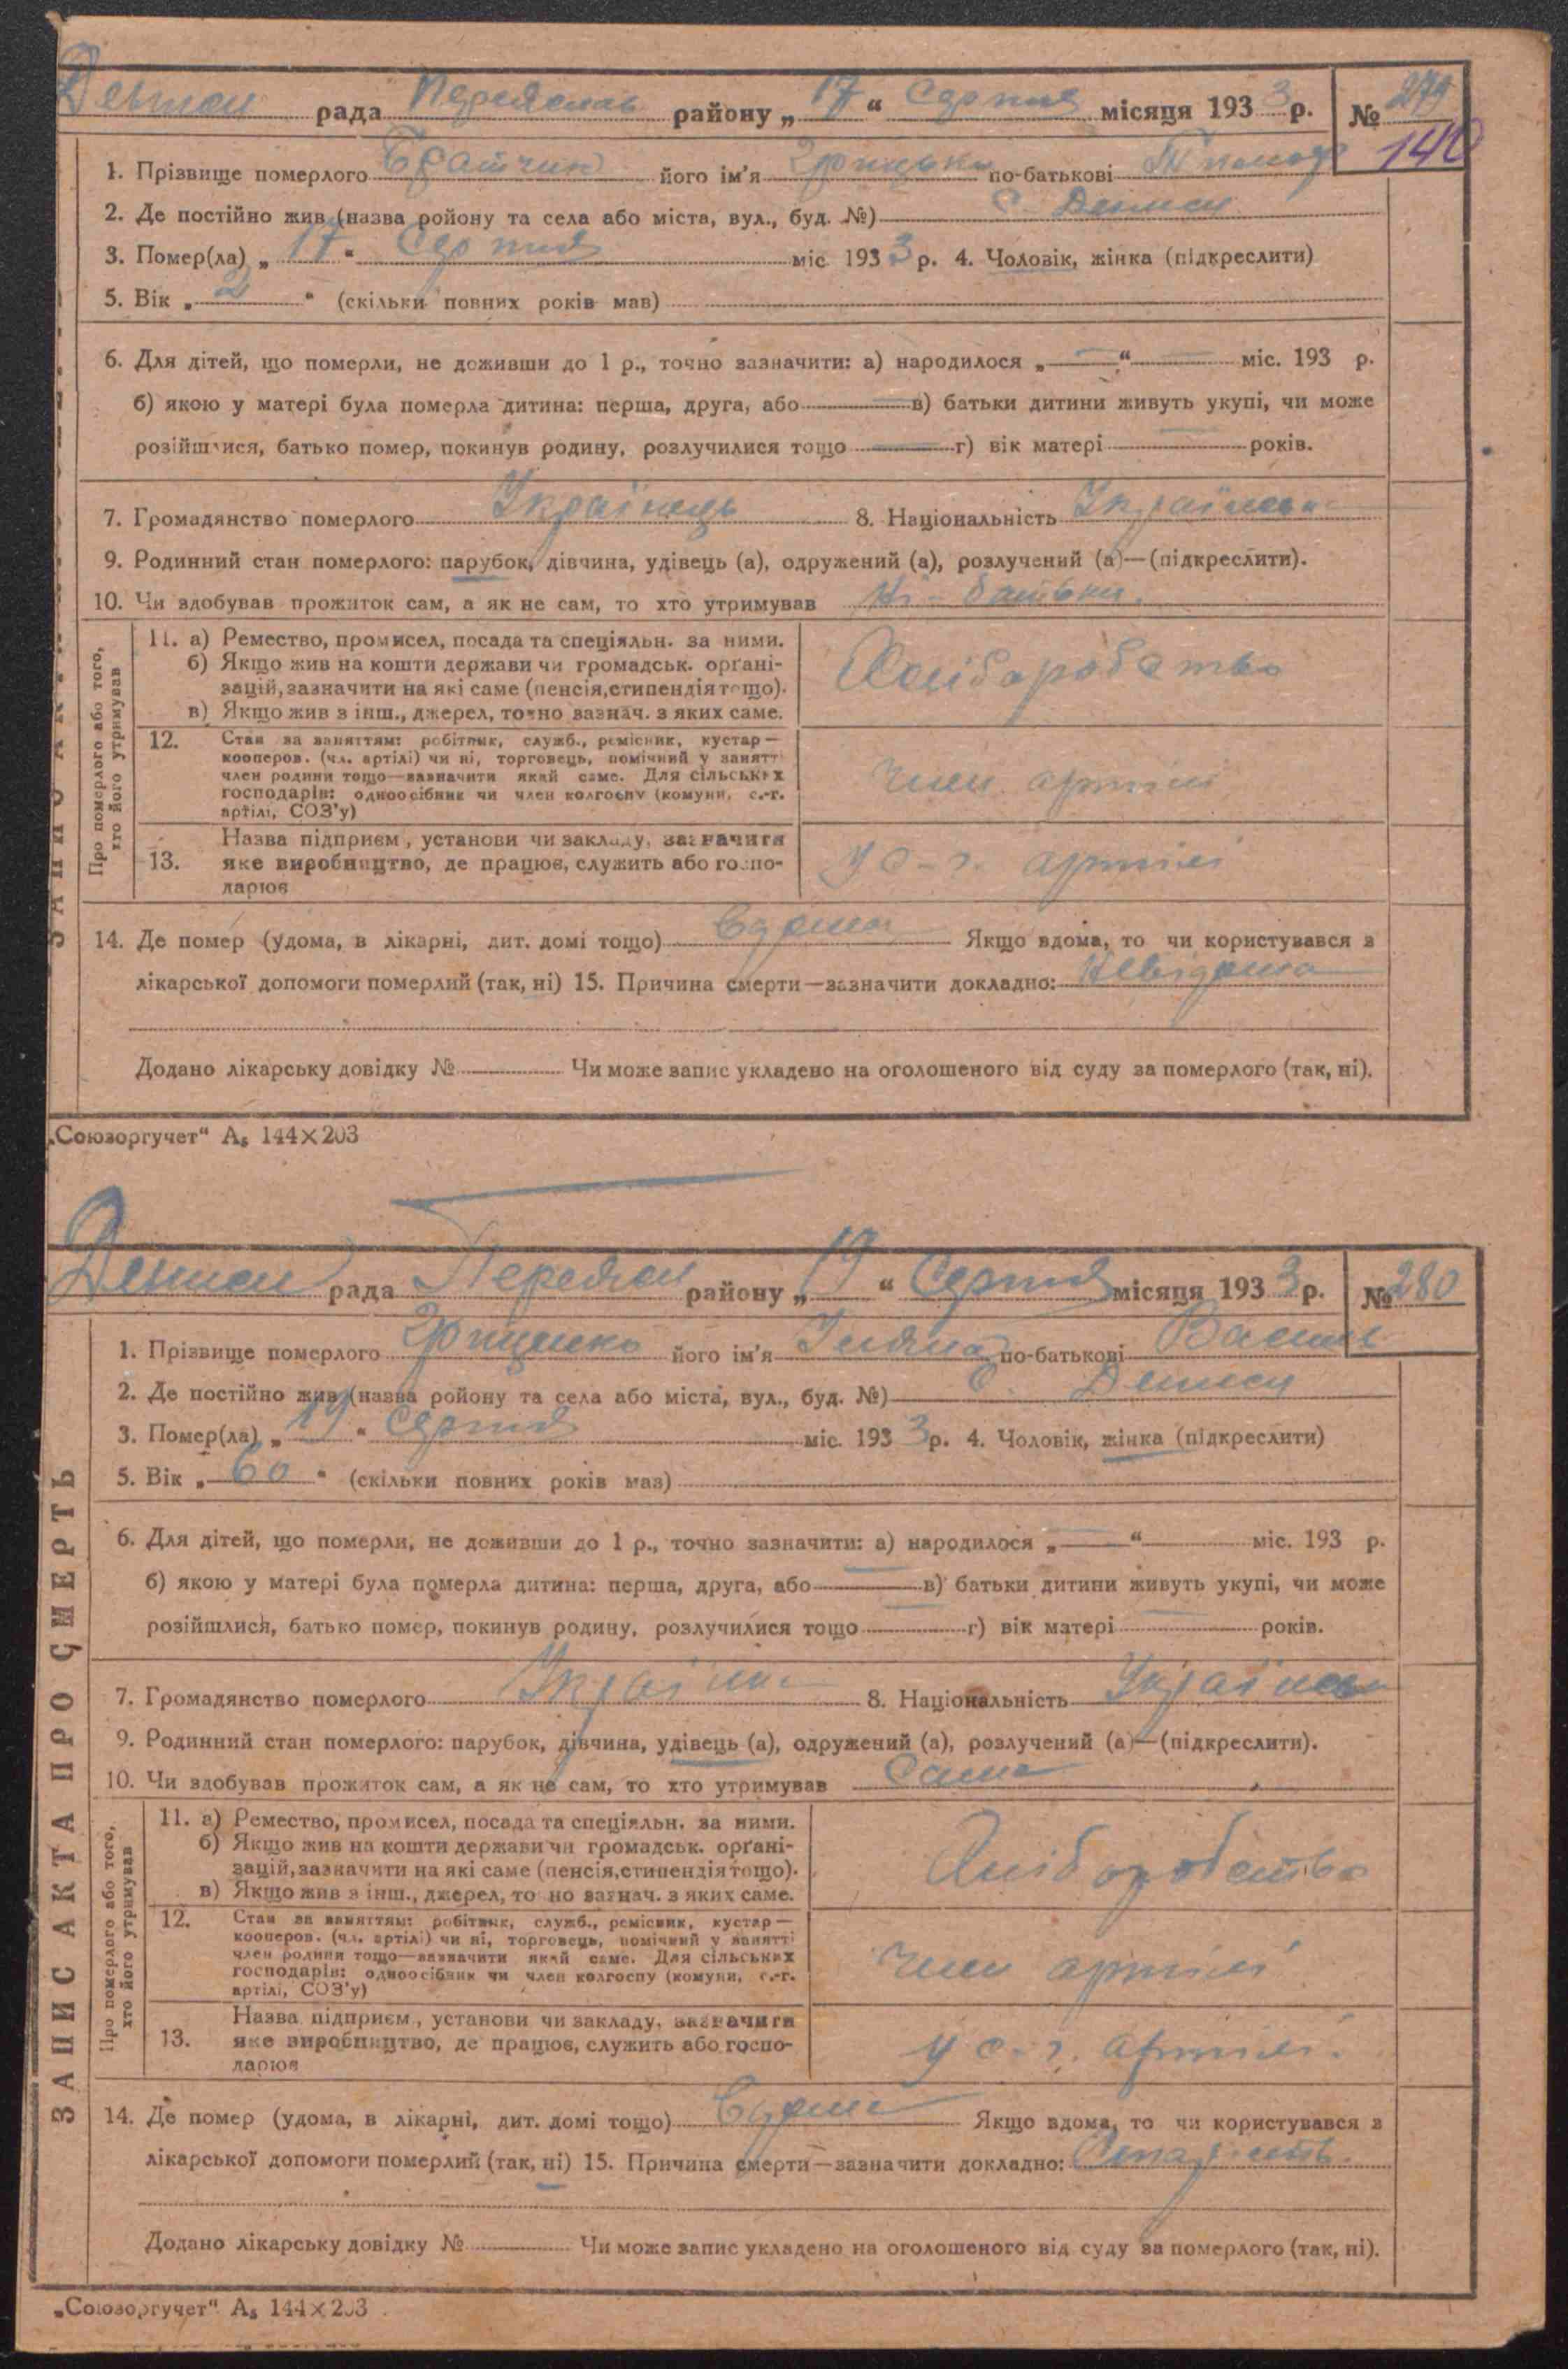 Денисі рада Переяслав району „ 17 “ Серпня місяця 1933 р. № 279
140
1. Прізвище померлого Братчик його ім'я Грицько по-батькові Тимофі
2. Де постійно жив (назва ройону та села або міста, вул., буд. №) С. Дениси
3. Помер(ла) „ 17 “ Серпня міс 1933 р. 4. Чоловік, жінка (підкреслити)
5. Вік „ 2 “ (скільки повних років мав)
6. Для дітей, що померли, не доживши до 1 р., точно зазначити: а) народилося „ — “ — міс. 193 р.
б) якою у матері була померла дитина: перша, друга, або — в) батьки дитини живуть укупі, чи може
розійшлися, батько помер, покинув родину, розлучилися тощо — г) вік матері — років.
7. Громадянство померлого Українець 8. Національність
9. Родинний стан померлого: парубок, дівчина, удівець (а), одружений (а), розлучений (а)—(підкреслити).
10. Чи здобував прожиток сам, а як не сам, то хто утримував Ні - батьки.
Про померлого або того, хто його утримував
11. а) Ремество, промисел, посада та спеціяльн. за ними.
б) Якщо жив на кошти держави чи громадськ. орґані-
зацій, зазначити на які саме (пенсія, стипендія тощо).
в) Якщо жив з інш., джерел, точно зазнач. з яких саме.
Хліборобство
12. Стан за заняттям: робітник, служб., ремісник, кустар—
кооперов. (чл. артілі) чи ні, торговець, помічний у занятті
член родини тощо—зазначити який саме. Для сільських
господарів: одноосібник чи член колгоспу (комуни, с.-г.
артілі, СОЗ'у)
член артілі
13. Назва підприєм, установи чи закладу, зазначити
яке виробництво, де працює, служить або госпо-
дарює
у с-г. артілі
14. Де помер (удома, в лікарні, дит. домі тощо) Вдома Якщо вдома, то чи користувався з
лікарської допомоги померлий (так, ні) 15. Причина смерти—зазначити докладно: Невідома
Додано лікарську довідку № Чи може запис укладено на оголошеного від суду за померлого (так, ні).
„Союзоргучет“ А₅ 144×203
Дениси рада Переяслав району „ 19 “ Серпня місяця 1933 р. № 280
1. Прізвище померлого Грищенко його ім'я по-батькові Васил
2. Де постійно жив (назва ройону та села або міста, вул., буд. №) С. Дениси
3. Помер(ла) „ 19 “ Серпня міс. 1933 р. 4. Чоловік, жінка (підкреслити)
5. Вік „ 60 “ (скільки повних років маз)
6. Для дітей, що померли, не доживши до 1 р., точно зазначити: а) народилося „ — “ — міс. 193 р.
б) якою у матері була померла дитина: перша, друга, або — в) батьки дитини живуть укупі, чи може
розійшлися, батько помер, покинув родину, розлучилися тощо — г) вік матері — років.
7. Громадянство померлого Україн 8. Національність
9. Родинний стан померлого: парубок, дівчина, удівець (а), одружений (а), розлучений (а)—(підкреслити).
10. Чи здобував прожиток сам, а як не сам, то хто утримував Сама
ЗАПИС АКТА ПРО СМЕРТЬ
Про померлого або того, хто його утримував
11. а) Ремество, промисел, посада та спеціяльн. за ними.
б) Якщо жив на кошти держави чи громадськ. орґані-
зацій, зазначити на які саме (пенсія, стипендія тощо).
в) Якщо жив з інш., джерел, точно зазнач. з яких саме.
Хліборобство
12. Стан за заняттям: робітник, служб., ремісник, кустар—
кооперов. (чл. артілі) чи ні, торговець, помічний у занятті
член родини тощо—зазначити який саме. Для сільських
господарів: одноосібник чи член колгоспу (комуни, с.-г.
артілі, СОЗ'у)
член артілі
13. Назва підприєм, установи чи закладу, зазначити
яке виробництво, де працює, служить або госпо-
дарює
у с-г. артілі.
14. Де помер (удома, в лікарні, дит. домі тощо) Вдома Якщо вдома, то чи користувався з
лікарської допомоги померлий (так, ні) 15. Причина смерти—зазначити докладно: Старість.
Додано лікарську довідку № Чи може запис укладено на оголошеного від суду за померлого (так, ні).
„Союзоргучет“ А₅ 144×203